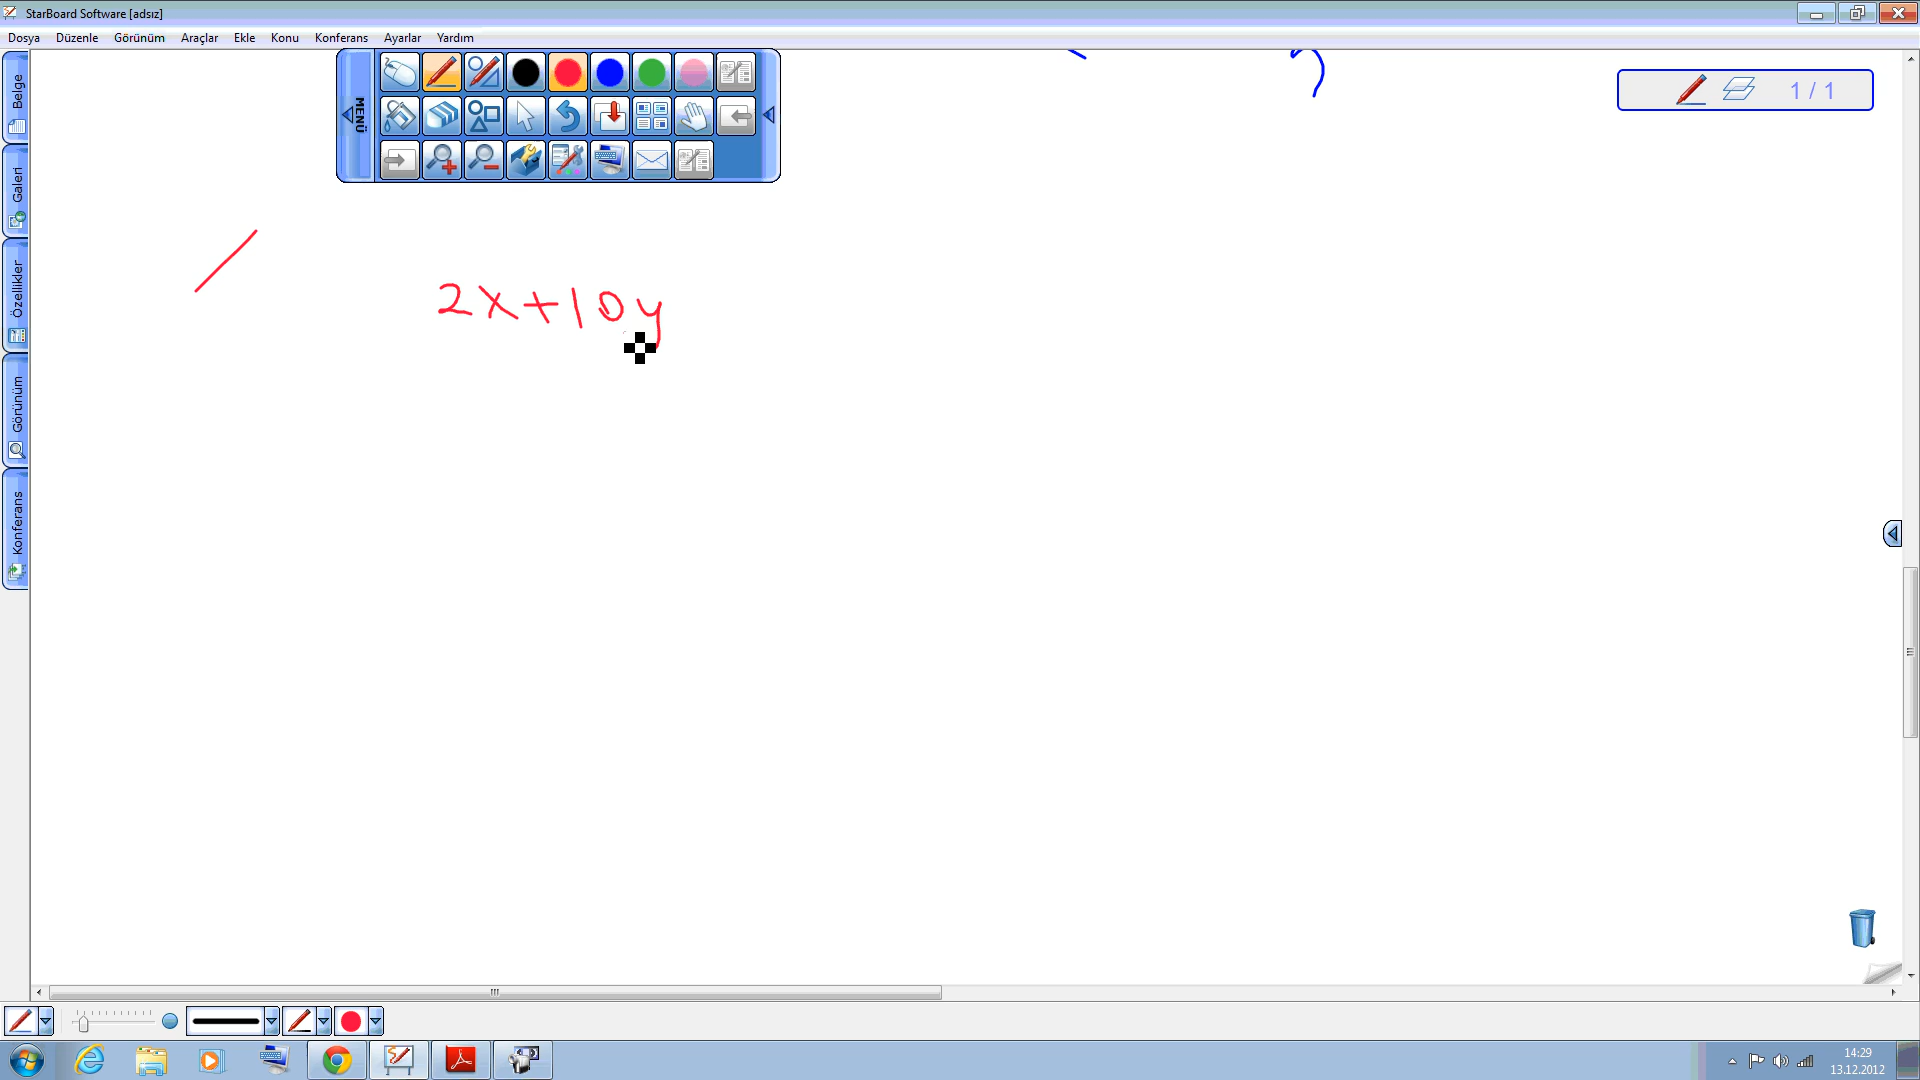 StarBoard Software [adsız]
Dosya Düzenle Görünüm Araçlar Ekle Konu Konferans Ayarlar Yardım
Belge
Galeri
Özellikler
Görünüm
Konferans
MENÜ
1 / 1
2x+10y
14:29
13.12.2012